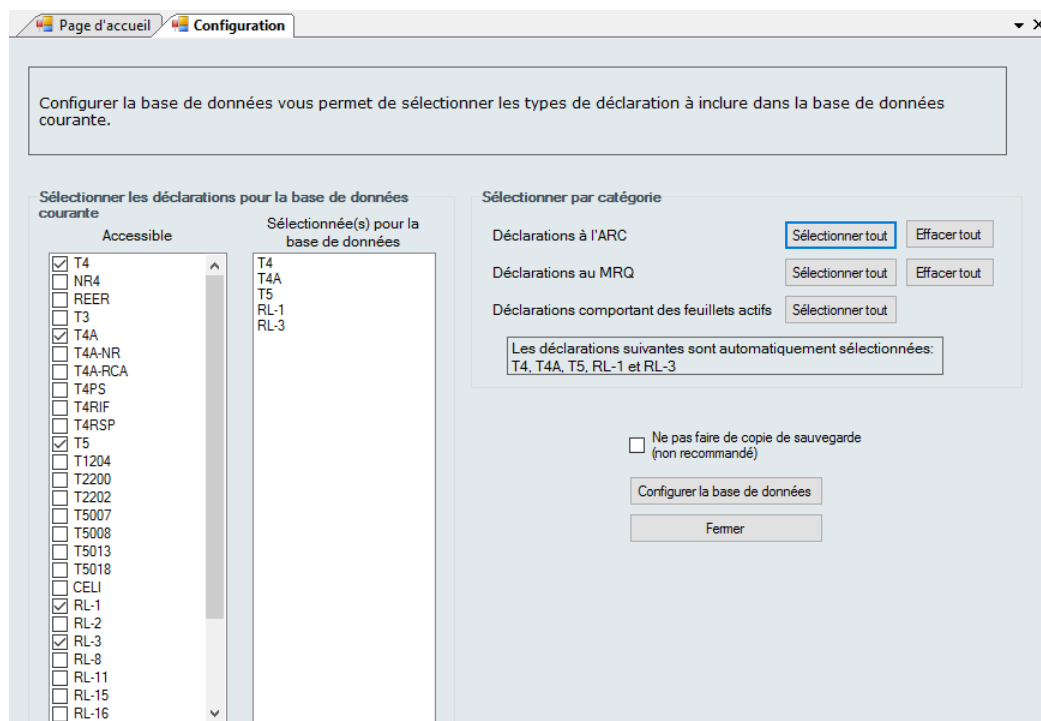 Page d'accueil
Configuration
Configurer la base de données vous permet de sélectionner les types de déclaration à inclure dans la base de données
courante.
Sélectionner les déclarations pour la base de données
courante
Accessible
T4
NR4
REER
T3
T4A
T4A-NR
T4A-RCA
T4PS
T4RIF
T4RSP
T5
T1204
T2200
T2202
T5007
T5008
T5013
T5018
CELI
RL-1
RL-2
RL-3
RL-8
RL-11
RL-15
RL-16
Sélectionnée(s) pour la
base de données
T4
T4A
T5
RL-1
RL-3
Sélectionner par catégorie
Déclarations à l'ARC
Sélectionner tout
Effacer tout
Déclarations au MRQ
Sélectionner tout
Effacer tout
Déclarations comportant des feuillets actifs
Sélectionner tout
Les déclarations suivantes sont automatiquement sélectionnées:
T4, T4A, T5, RL-1 et RL-3
Ne pas faire de copie de sauvegarde
(non recommandé)
Configurer la base de données
Fermer